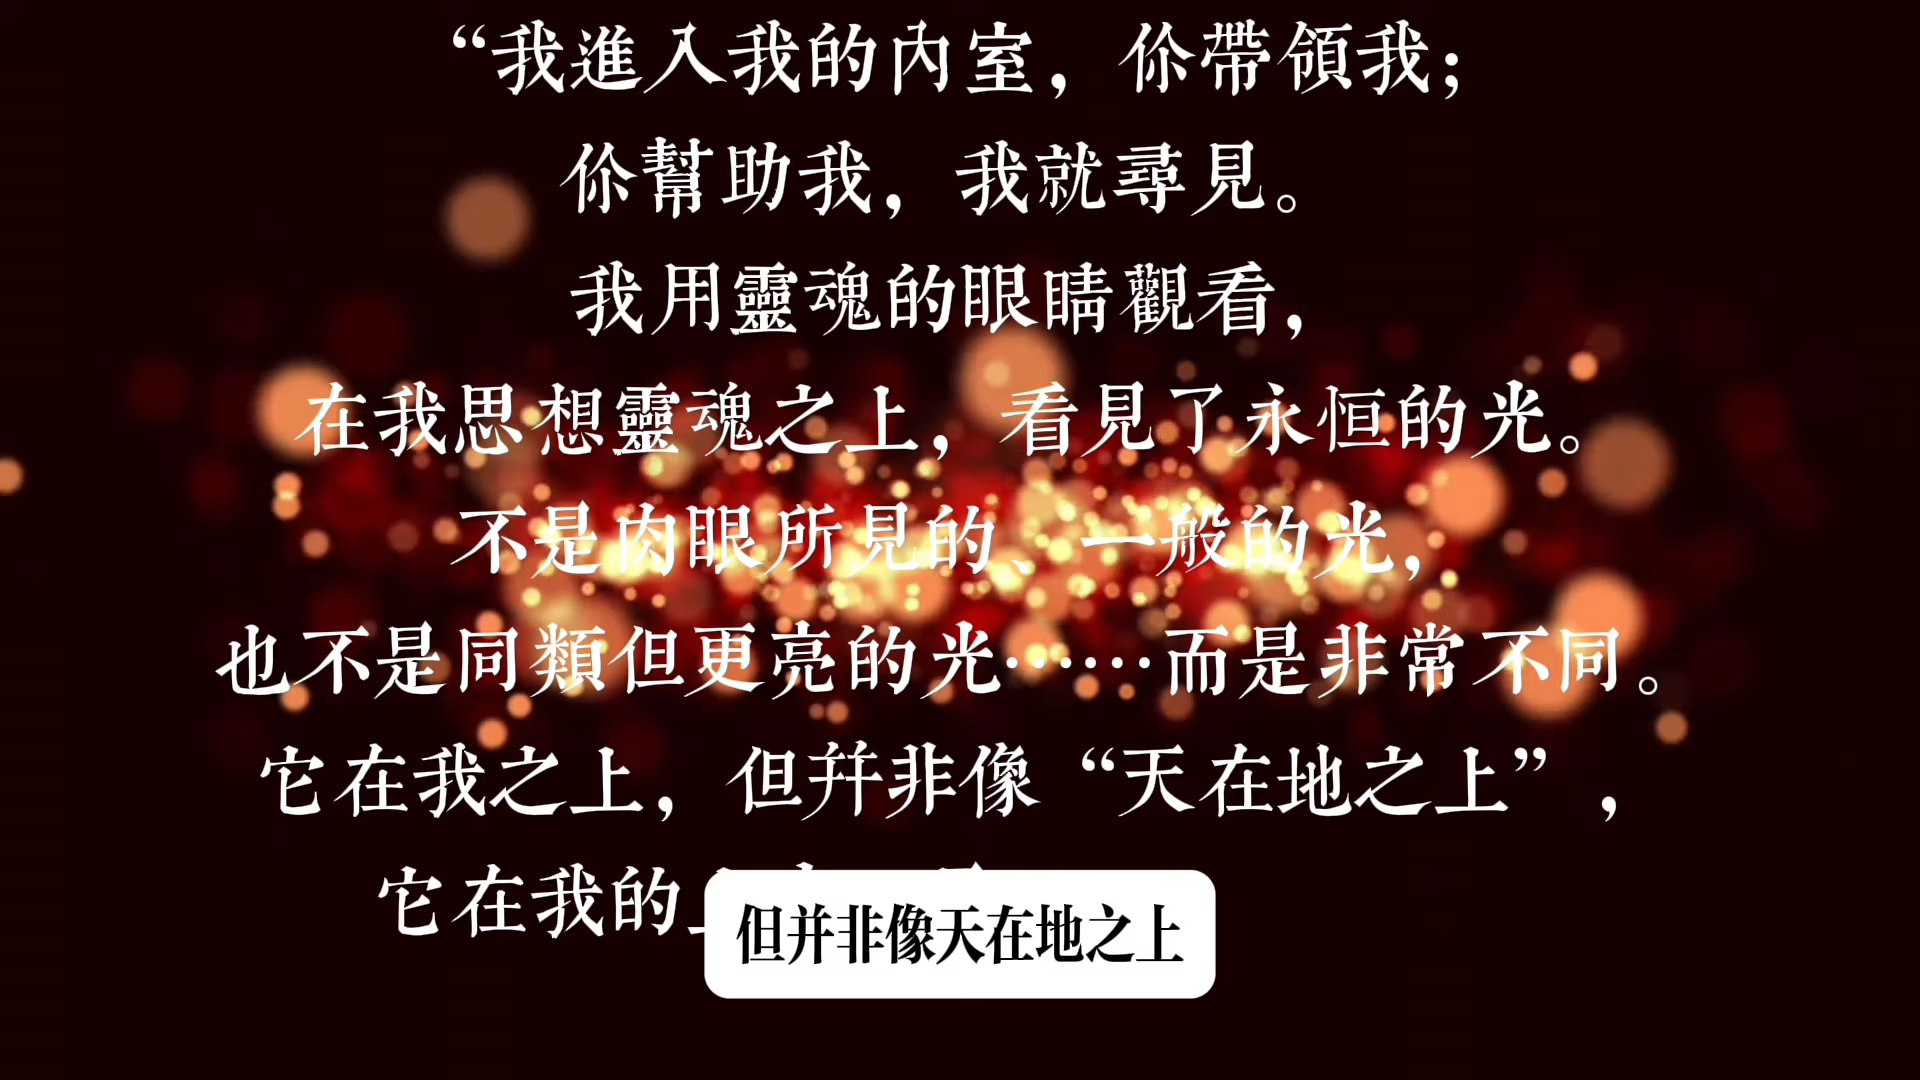 “我進入我的內室，你帶領我；
你幫助我，我就尋見。
我用靈魂的眼睛觀看，
在我思想靈魂之上，看見了永恒的光。
不是肉眼所見的、一般的光，
也不是同類但更亮的光……而是非常不同。
它在我之上，但幷非像“天在地之上”，
它在我的
但并非像天在地之上